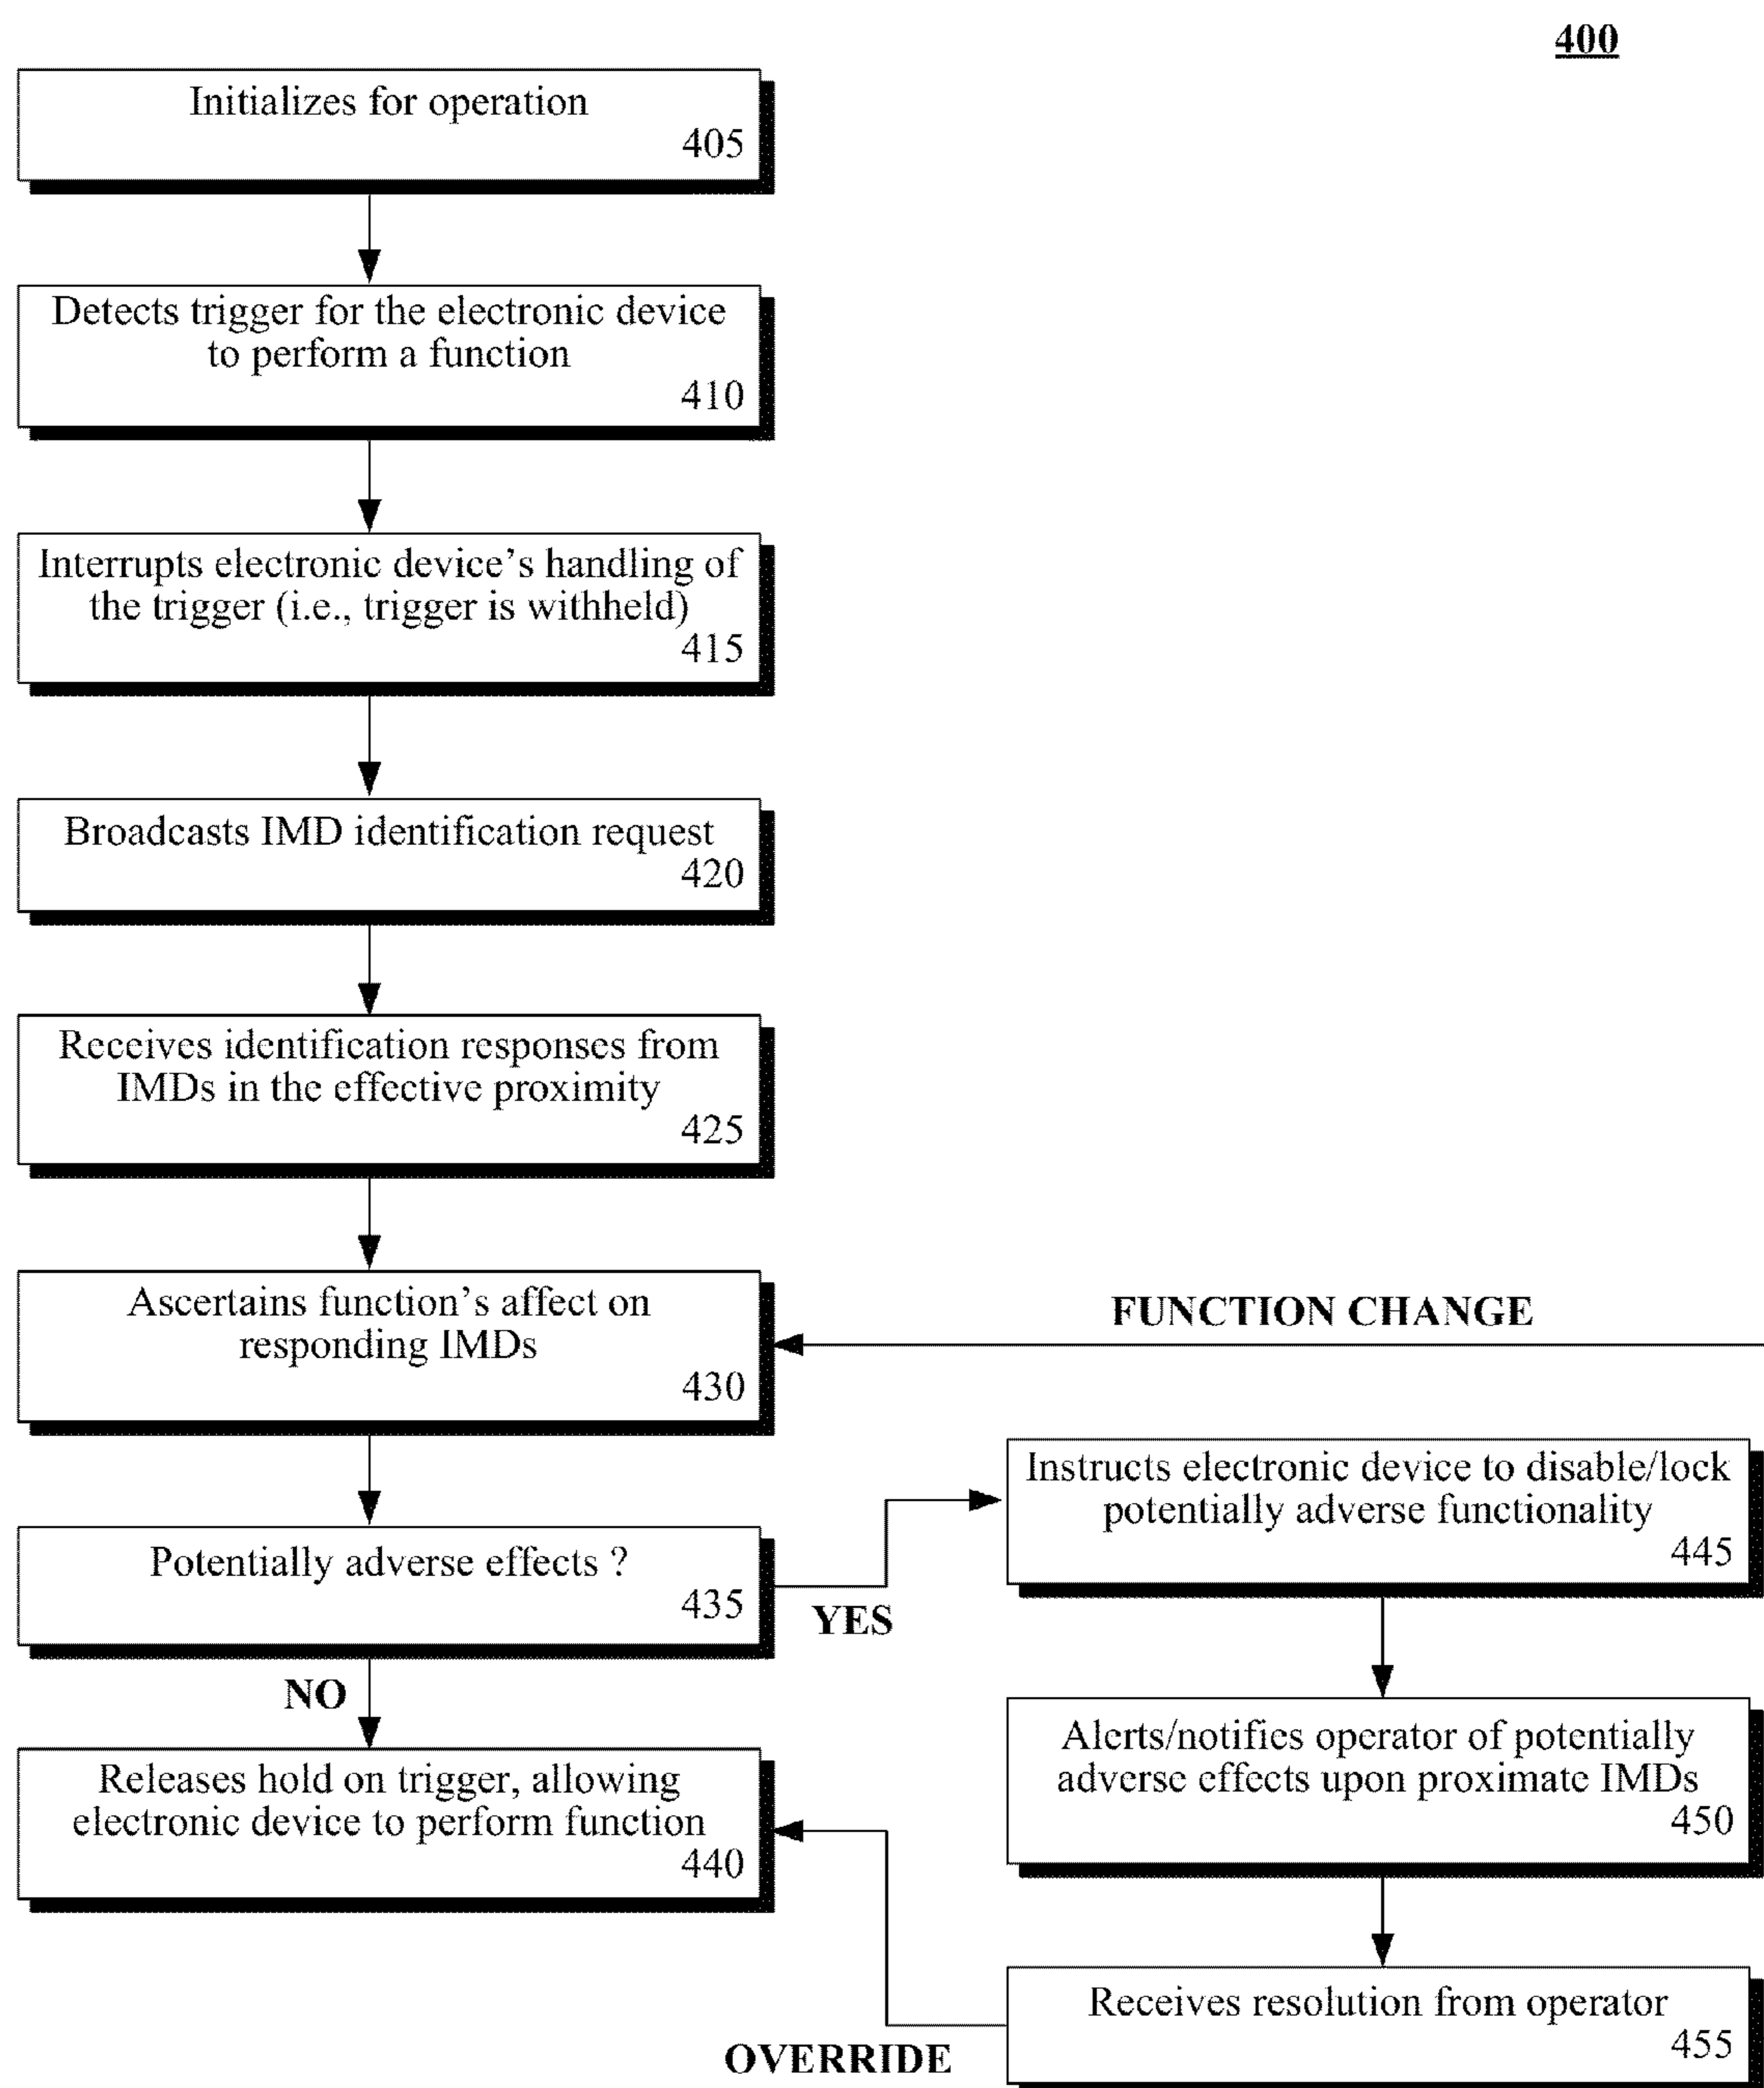 400
Initializes for operation
405
Detects trigger for the electronic device
to perform a function
410
Interrupts electronic device’s handling of
the trigger (i.e., trigger is withheld)
415
Broadcasts IMD identification request
420
Receives identification responses from
IMDs in the effective proximity
425
Ascertains function’s affect on
responding IMDs
430
FUNCTION CHANGE
Potentially adverse effects ?
435
YES
NO
Instructs electronic device to disable/lock
potentially adverse functionality
445
Releases hold on trigger, allowing
electronic device to perform function
440
Alerts/notifies operator of potentially
adverse effects upon proximate IMDs
450
Receives resolution from operator
455
OVERRIDE